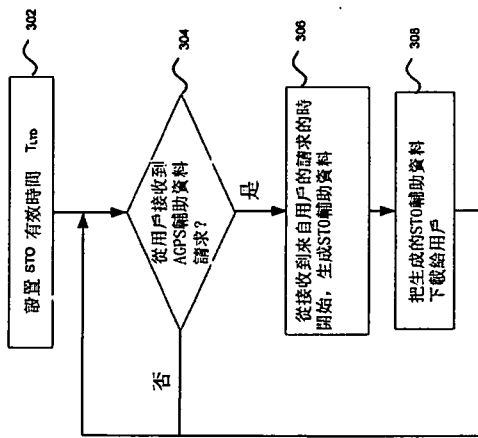 302
設置 STO 有效時間 TLTD
304
從用戶接收到
AGPS輔助資料
請求?
否
是
306
從接收到來自用戶的請求的時
開始，生成STO輔助資料
308
把生成的STO輔助資料
下載給用戶